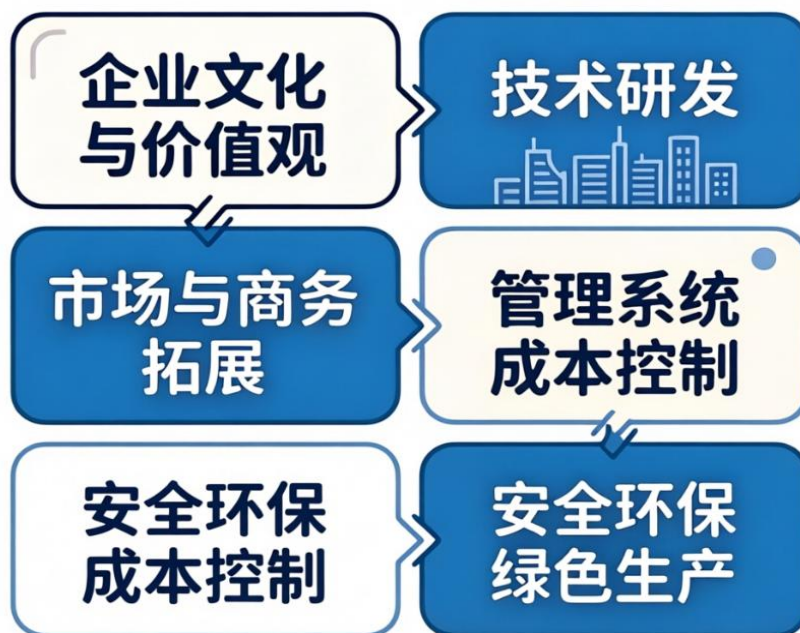 企业文化
与价值观
技术研发
市场与商务
拓展
管理系统
成本控制
安全环保
成本控制
安全环保
绿色生产